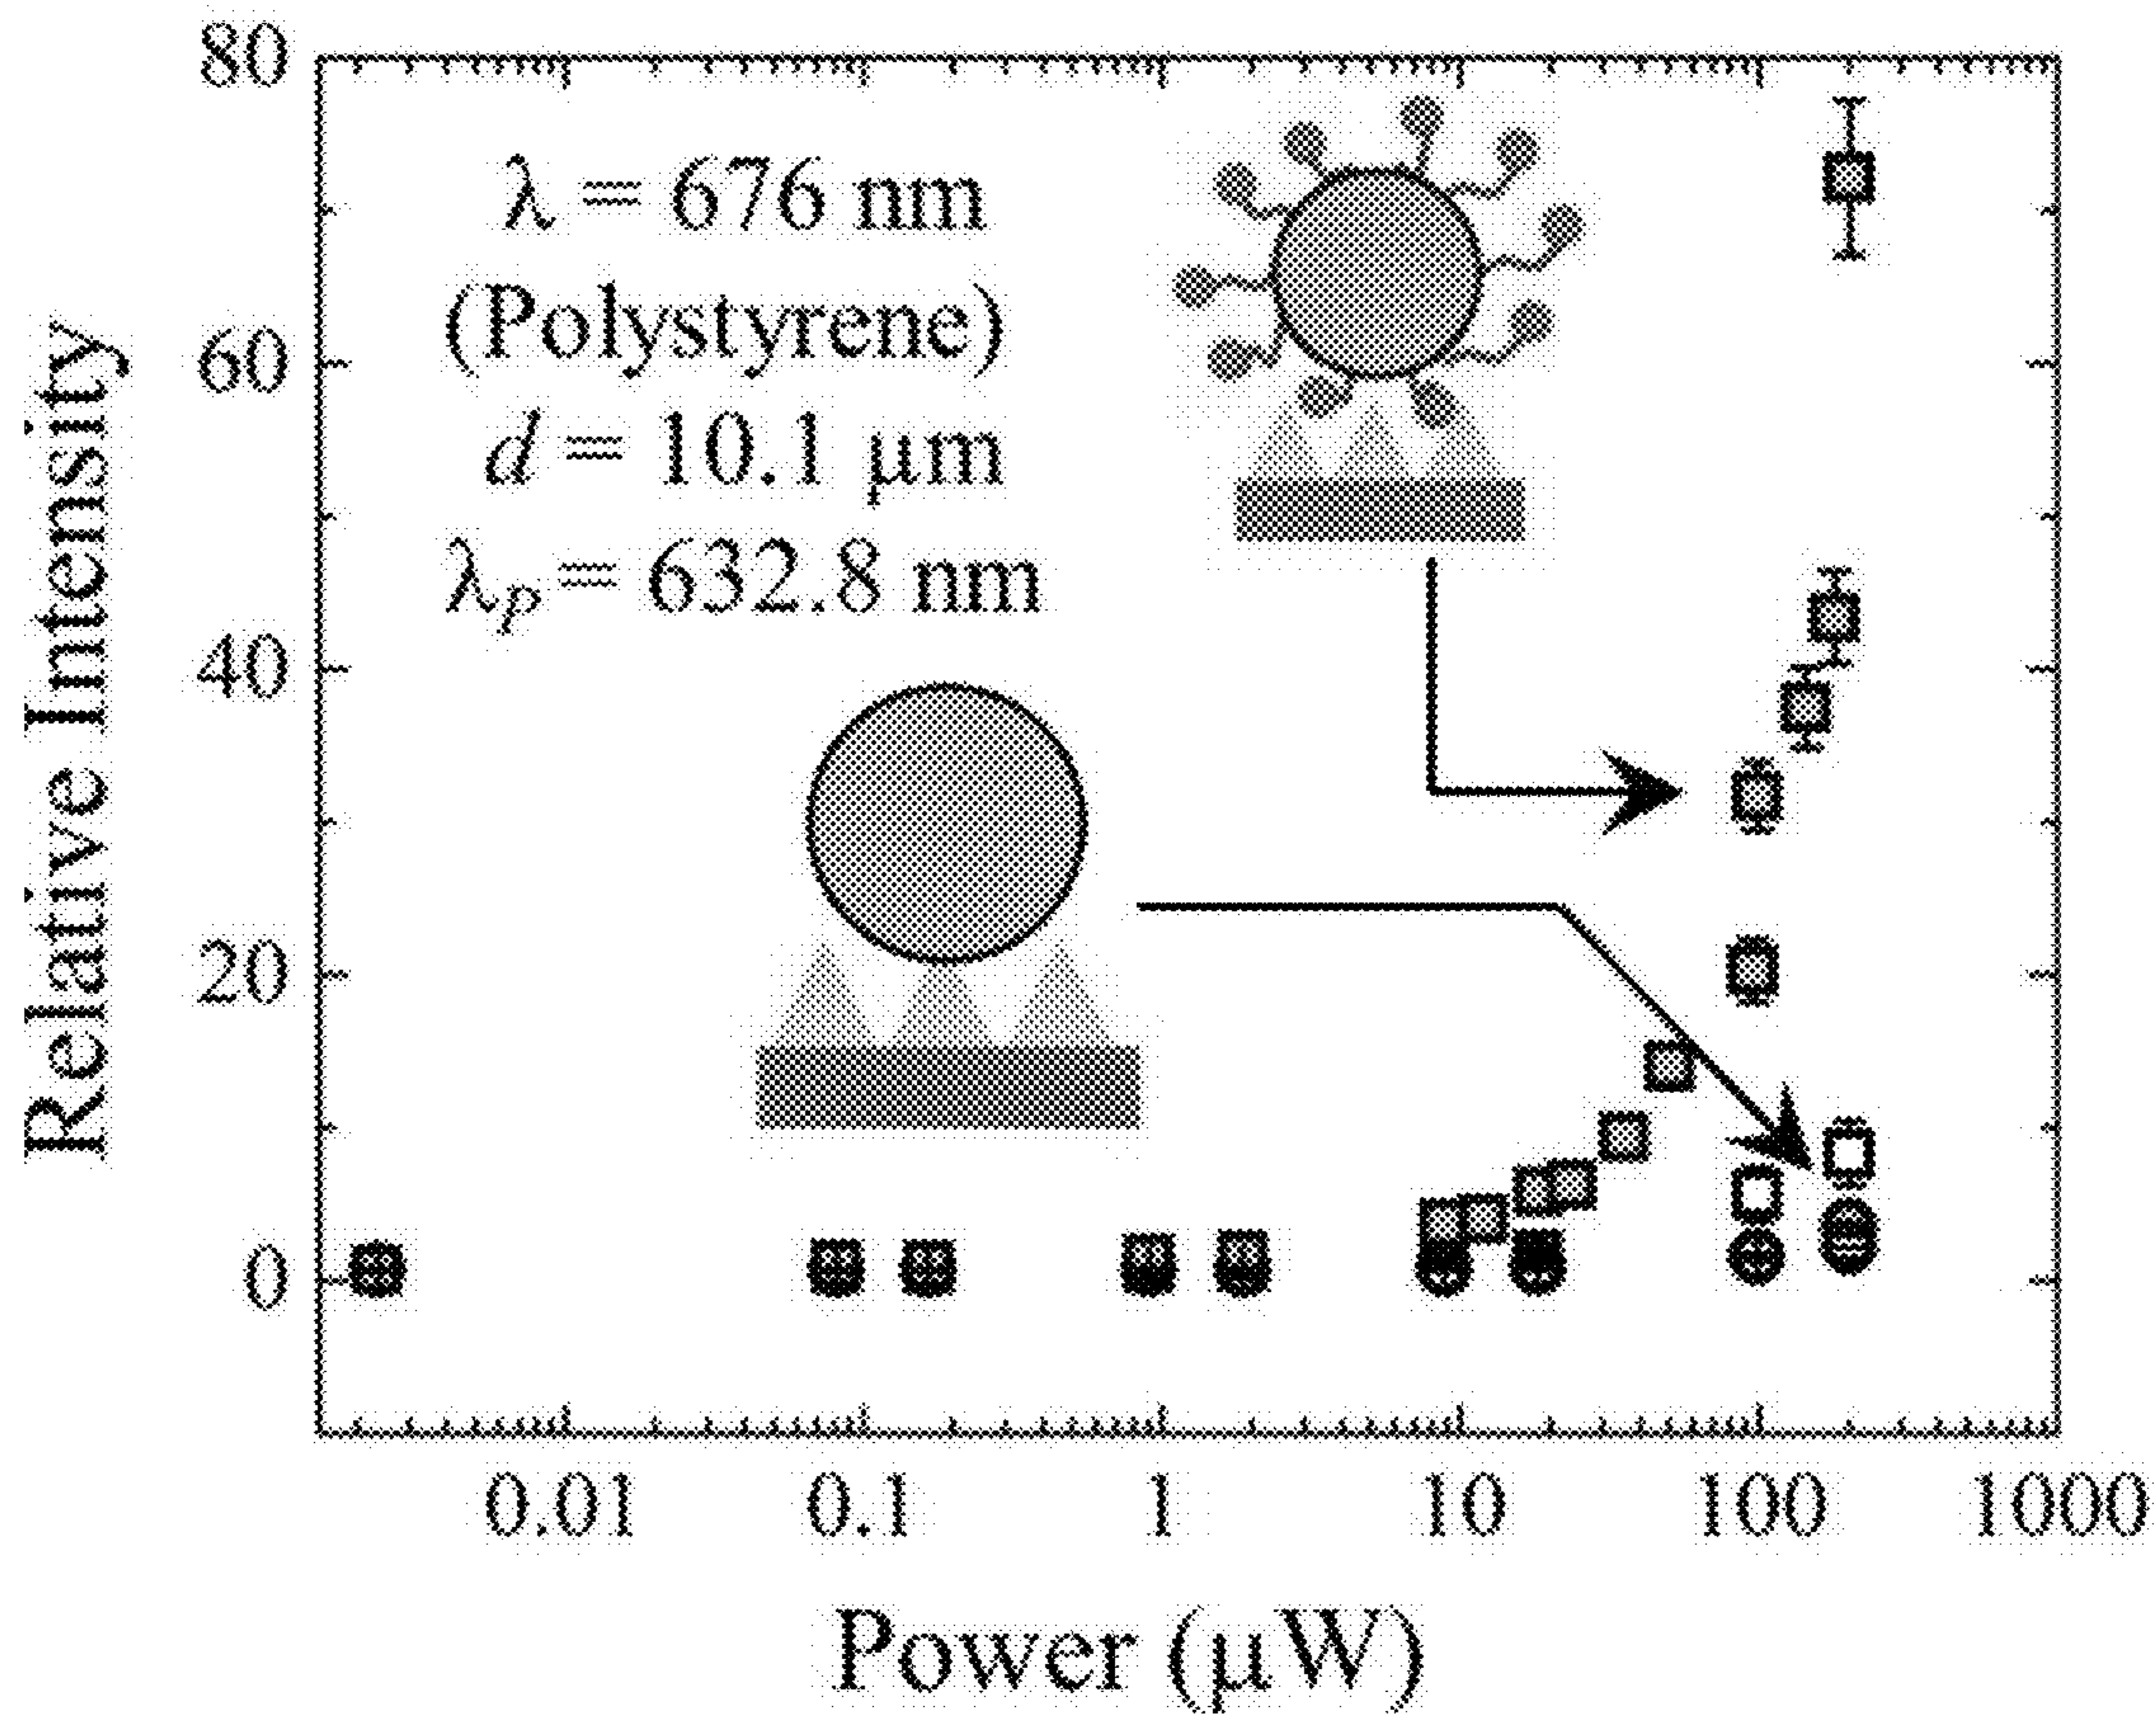 80
60
40
20
0
Relative Intensity
λ = 676 nm
(Polystyrene)
d = 10.1 μm
λp = 632.8 nm
0.01 0.1 1 10 100 1000
Power (μW)